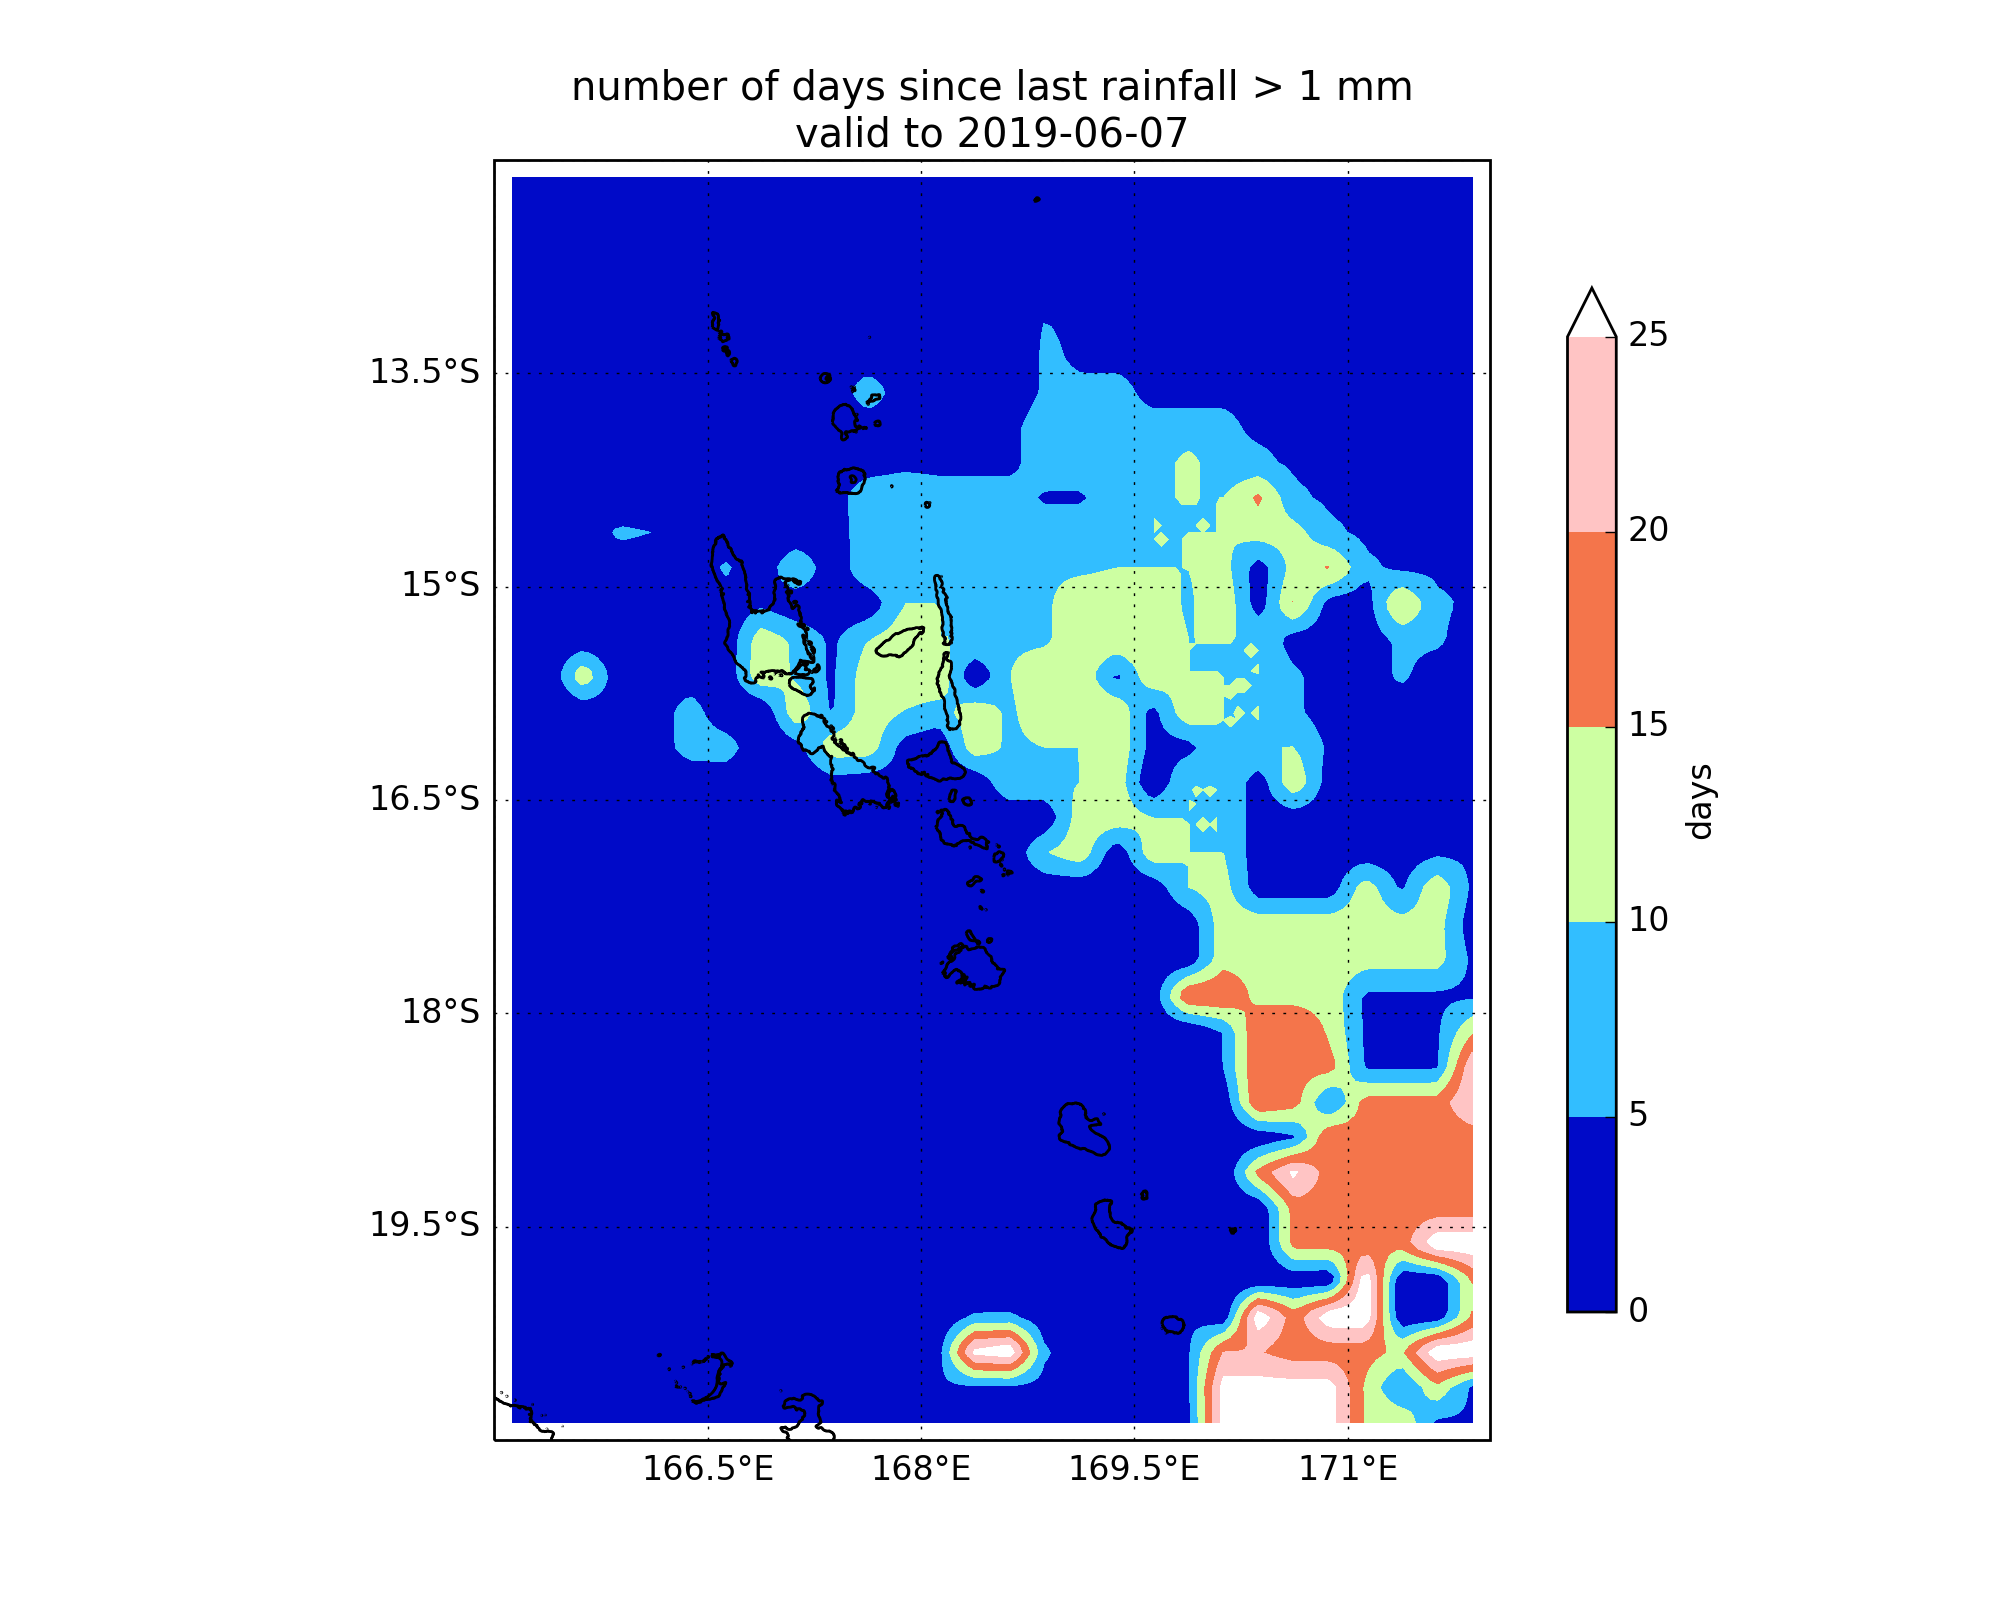 number of days since last rainfall > 1 mm
valid to 2019-06-07
13.5°S
15°S
16.5°S
18°S
19.5°S
166.5°E
168°E
169.5°E
171°E
25
20
15
10
5
0
days